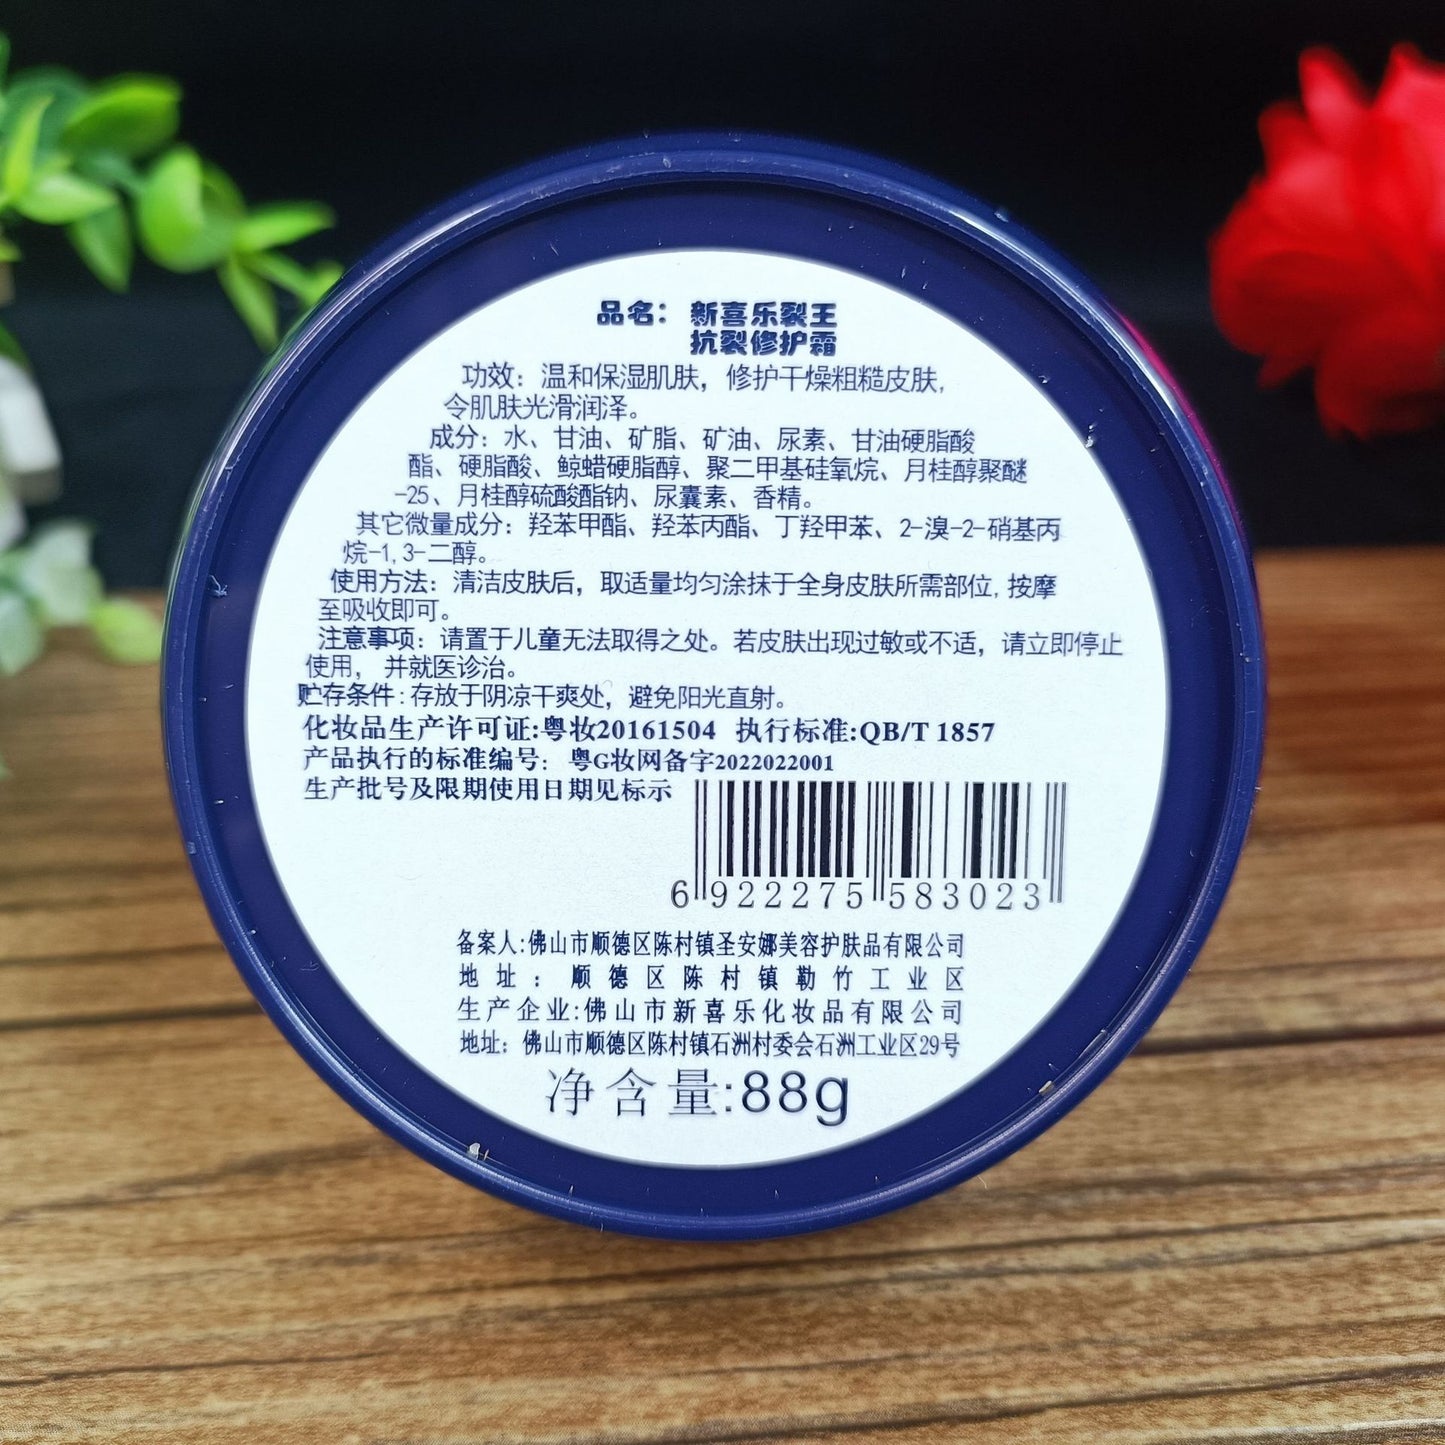 品名：新喜乐裂王
抗裂修护霜
功效：温和保湿肌肤，修护干燥粗糙皮肤，
令肌肤光滑润泽。
成分：水、甘油、矿脂、矿油、尿素、甘油硬脂酸
酯、硬脂酸、鲸蜡硬脂醇、聚二甲基硅氧烷、月桂醇聚醚
-25、月桂醇硫酸酯钠、尿囊素、香精。
其它微量成分：羟苯甲酯、羟苯丙酯、丁羟甲苯、2-溴-2-硝基丙
烷-1,3-二醇。
使用方法：清洁皮肤后，取适量均匀涂抹于全身皮肤所需部位,按摩
至吸收即可。
注意事项：请置于儿童无法取得之处。若皮肤出现过敏或不适，请立即停止
使用，并就医诊治。
贮存条件:存放于阴凉干爽处，避免阳光直射。
化妆品生产许可证:粤妆20161504 执行标准:QB/T 1857
产品执行的标准编号：粤G妆网备字2022022001
生产批号及限期使用日期见标示
6 922275 583023
备案人:佛山市顺德区陈村镇圣安娜美容护肤品有限公司
地址：顺德区陈村镇勒竹工业区
生产企业:佛山市新喜乐化妆品有限公司
地址：佛山市顺德区陈村镇石洲村委会石洲工业区29号
净含量:88g